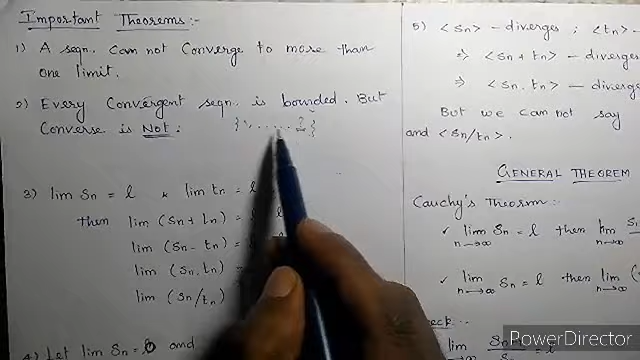 Important Theorems :-
1) A seqn. Can not Converge to more than
one limit.
2) Every Convergent seqn. is bounded. But
Converse is Not.
3) lim Sn = l & lim tn =
then lim (Sn + tn) =
lim (Sn - tn) =
lim (Sn. tn) =
lim (Sn/tn)
4) Let lim Sn = 0 and
5) <Sn> - diverges ; <tn> -
⇒ <Sn + tn> - diverges
⇒ <Sn. tn> - diverge
But we can not say
and <Sn/tn>.
GENERAL THEOREM
Cauchy's Theorem :-
✓ lim n→∞ Sn = l then lim n→∞
✓ lim n→∞ Sn = l then lim n→∞ (
lim
PowerDirector